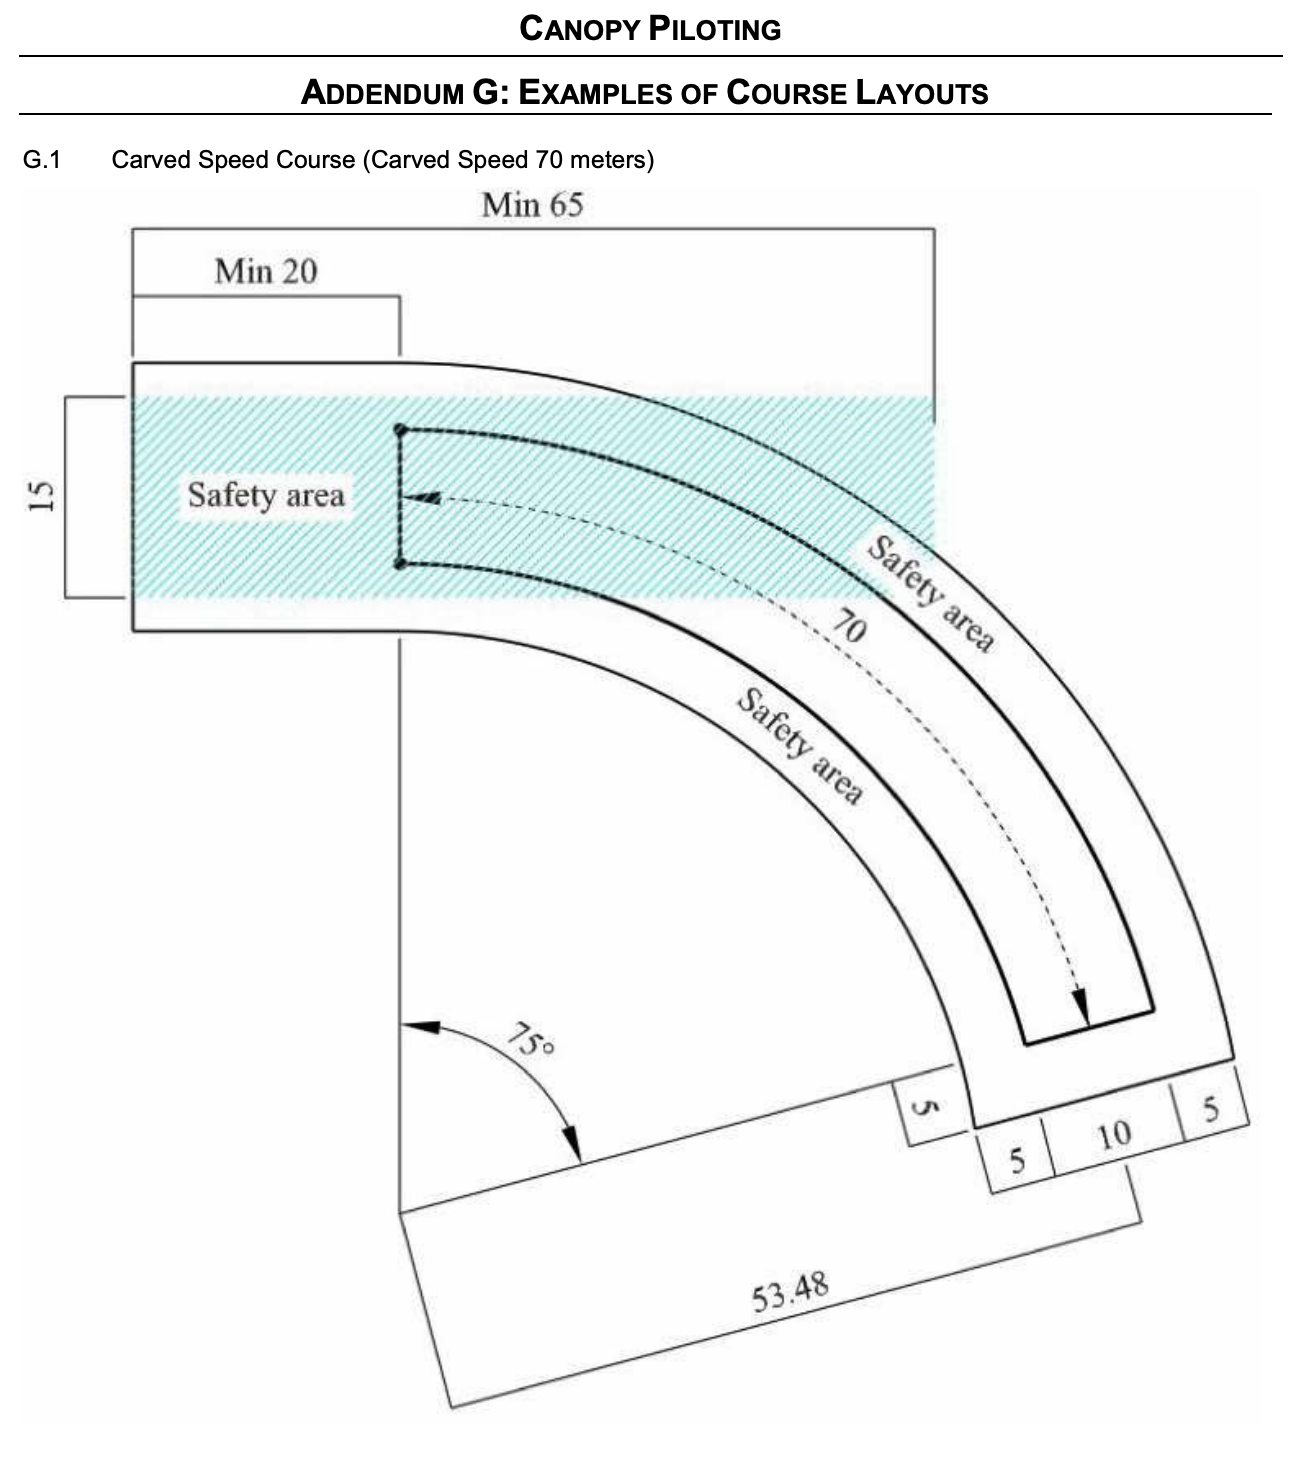 CANOPY PILOTING
ADDENDUM G: EXAMPLES OF COURSE LAYOUTS
G.1 Carved Speed Course (Carved Speed 70 meters)
Min 65
Min 20
15
Safety area
Safety area
70
Safety area
75°
5
5
10
5
53.48